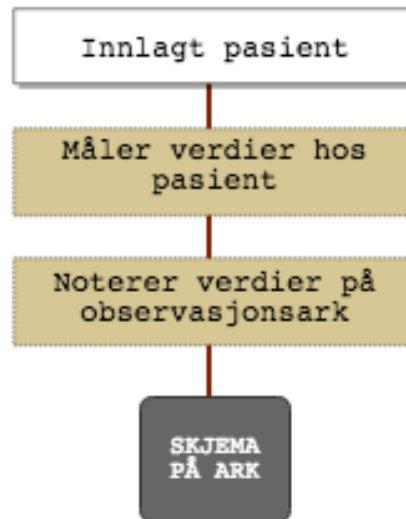 Innlagt pasient
Måler verdier hos
pasient
Noterer verdier på
observasjonsark
SKJEMA
PÅ ARK